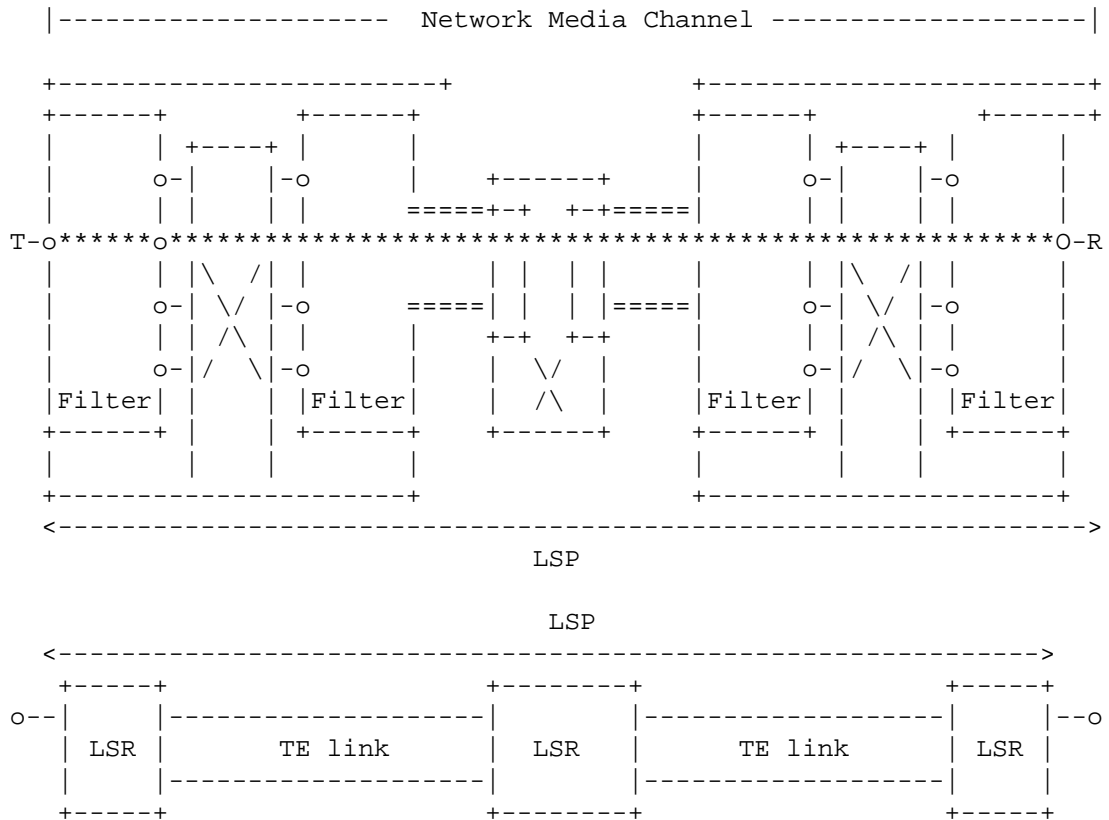 Network Media Channel
T R
Filter Filter Filter Filter
LSP
LSP
LSR TE link LSR TE link LSR